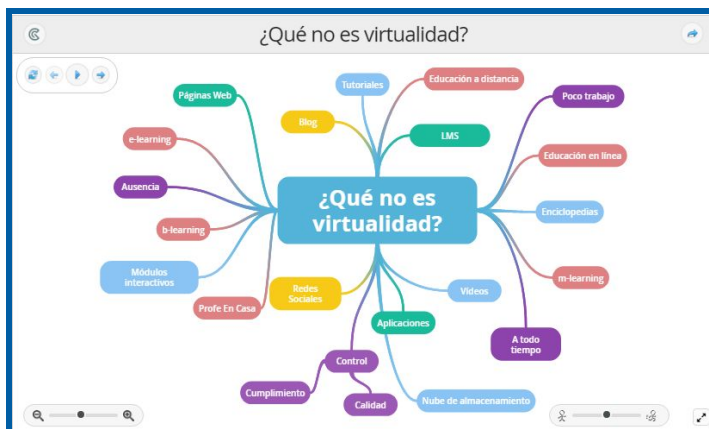 ¿Qué no es virtualidad?
Tutoriales
Educación a distancia
Páginas Web
Poco trabajo
Blog
LMS
e-learning
Educación en línea
Ausencia
¿Qué no es
virtualidad?
Enciclopedias
b-learning
Módulos
interactivos
m-learning
Redes
Sociales
Videos
Profe En Casa
Aplicaciones
A todo
tiempo
Control
Cumplimiento
Calidad
Nube de almacenamiento